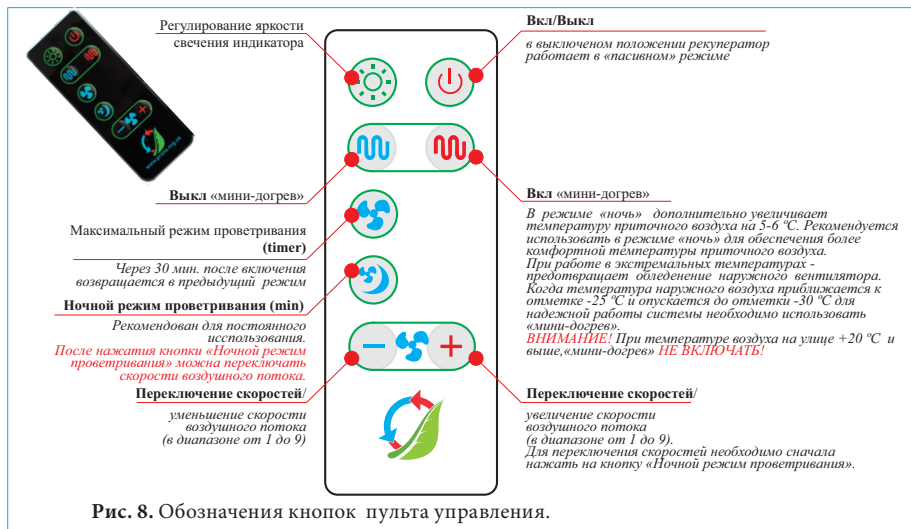 Регулирование яркости
свечения индикатора
Вкл/Выкл
в выключеном положении рекуператор
работает в «пасивном» режиме
Выкл «мини-догрев»
Вкл «мини-догрев»
В режиме «ночь» дополнительно увеличивает
температуру приточного воздуха на 5-6 °C. Рекомендуется
использовать в режиме «ночь» для обеспечения более
комфортной температуры приточного воздуха.
При работе в экстремальных температурах -
предотвращает обледенение наружного вентилятора.
Когда температура наружного воздуха приближается к
отметке -25 °C и опускается до отметки -30 °C для
надежной работы системы необходимо использовать
«мини-догрев».
ВНИМАНИЕ! При температуре воздуха на улице +20 °C и
выше,«мини-догрев» НЕ ВКЛЮЧАТЬ!
Максимальный режим проветривания
(timer)
Через 30 мин. после включения
возвращается в предыдущий режим
Ночной режим проветривания (min)
Рекомендован для постоянного
исспользования.
После нажатия кнопки «Ночной режим
проветривания» можна переключать
скорости воздушного потока.
Переключение скоростей/
уменьшение скорости
воздушного потока
(в диапазоне от 1 до 9)
Переключение скоростей/
увеличение скорости
воздушного потока
(в диапазоне от 1 до 9).
Для переключения скоростей необходимо сначала
нажать на кнопку «Ночной режим проветривания».
www.prana.org.ua
Рис. 8. Обозначения кнопок пульта управления.